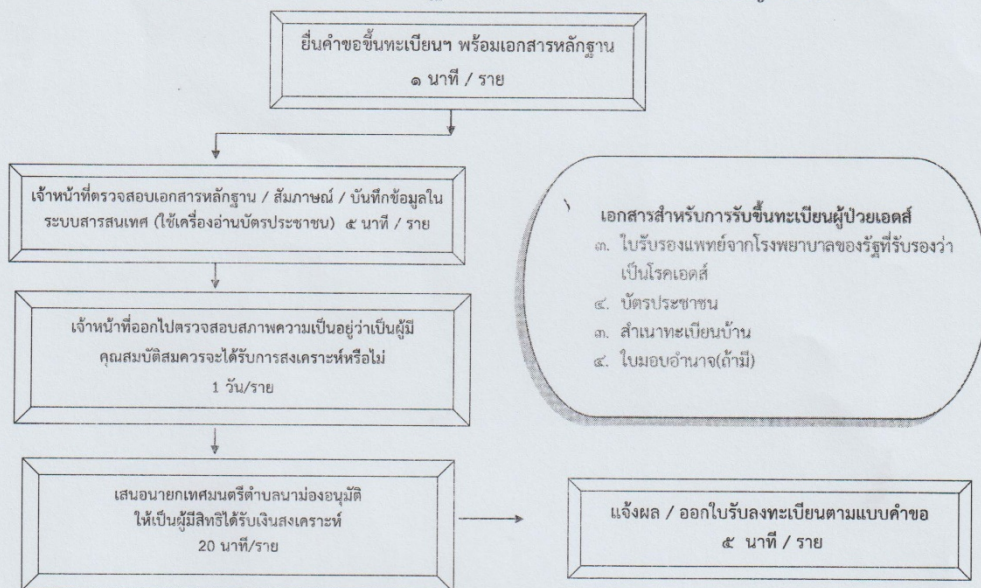 ยื่นคำขอขึ้นทะเบียนฯ พร้อมเอกสารหลักฐาน
๑ นาที / ราย
เจ้าหน้าที่ตรวจสอบเอกสารหลักฐาน / สัมภาษณ์ / บันทึกข้อมูลใน
ระบบสารสนเทศ (ใช้เครื่องอ่านบัตรประชาชน) ๕ นาที / ราย
เจ้าหน้าที่ออกไปตรวจสอบสภาพความเป็นอยู่ว่าเป็นผู้มี
คุณสมบัติสมควรจะได้รับการสงเคราะห์หรือไม่
1 วัน/ราย
เสนอนายกเทศมนตรีตำบลนาม่องอนุมัติ
ให้เป็นผู้มีสิทธิได้รับเงินสงเคราะห์
20 นาที/ราย
แจ้งผล / ออกใบรับลงทะเบียนตามแบบคำขอ
๕ นาที / ราย
เอกสารสำหรับการรับขึ้นทะเบียนผู้ป่วยเอดส์
๓. ใบรับรองแพทย์จากโรงพยาบาลของรัฐที่รับรองว่า
เป็นโรคเอดส์
๔. บัตรประชาชน
๓. สำเนาทะเบียนบ้าน
๔. ใบมอบอำนาจ(ถ้ามี)